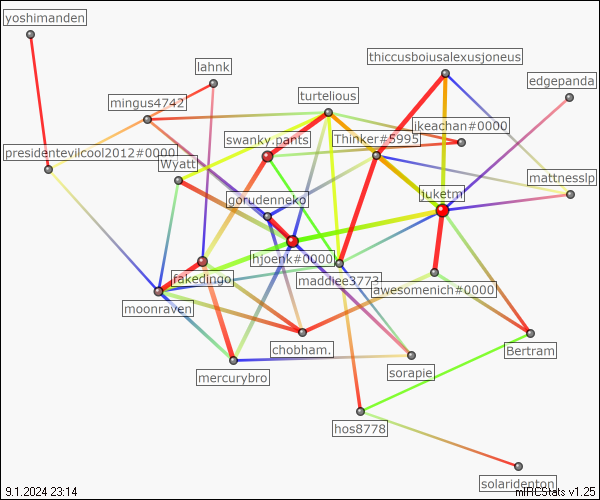 yoshimanden
thiccusboiusalexusjoneus
lahnk
edgepanda
turtelious
mingus4742
ikeachan#0000
swanky.pants
Thinker#5995
presidentevilcool2012#0000
Wyatt
mattnesslp
juketm
gorudenneko
hjoenk#0000
fakedingo
maddiee3773
awesomenich#0000
moonraven
chobham.
Bertram
sorapie
mercurybro
hos8778
solaridenton
9.1.2024 23:14
mIRCStats v1.25